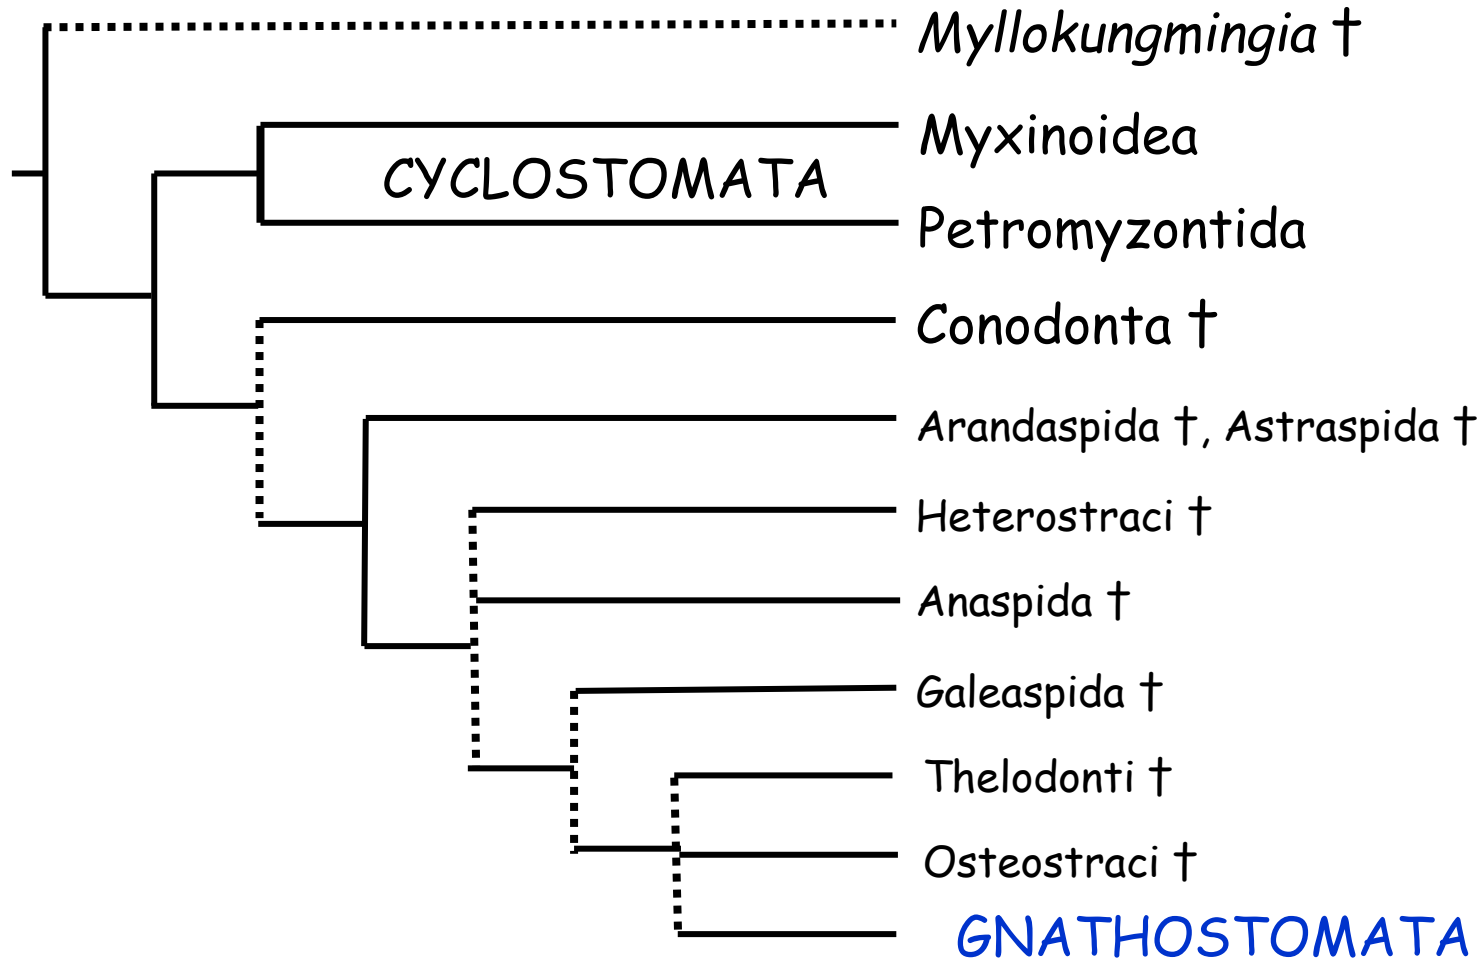 Myllokungmingia †
Myxinoidea
CYCLOSTOMATA
Petromyzontida
Conodonta †
Arandaspida †, Astraspida †
Heterostraci †
Anaspida †
Galeaspida †
Thelodonti †
Osteostraci †
GNATHOSTOMATA